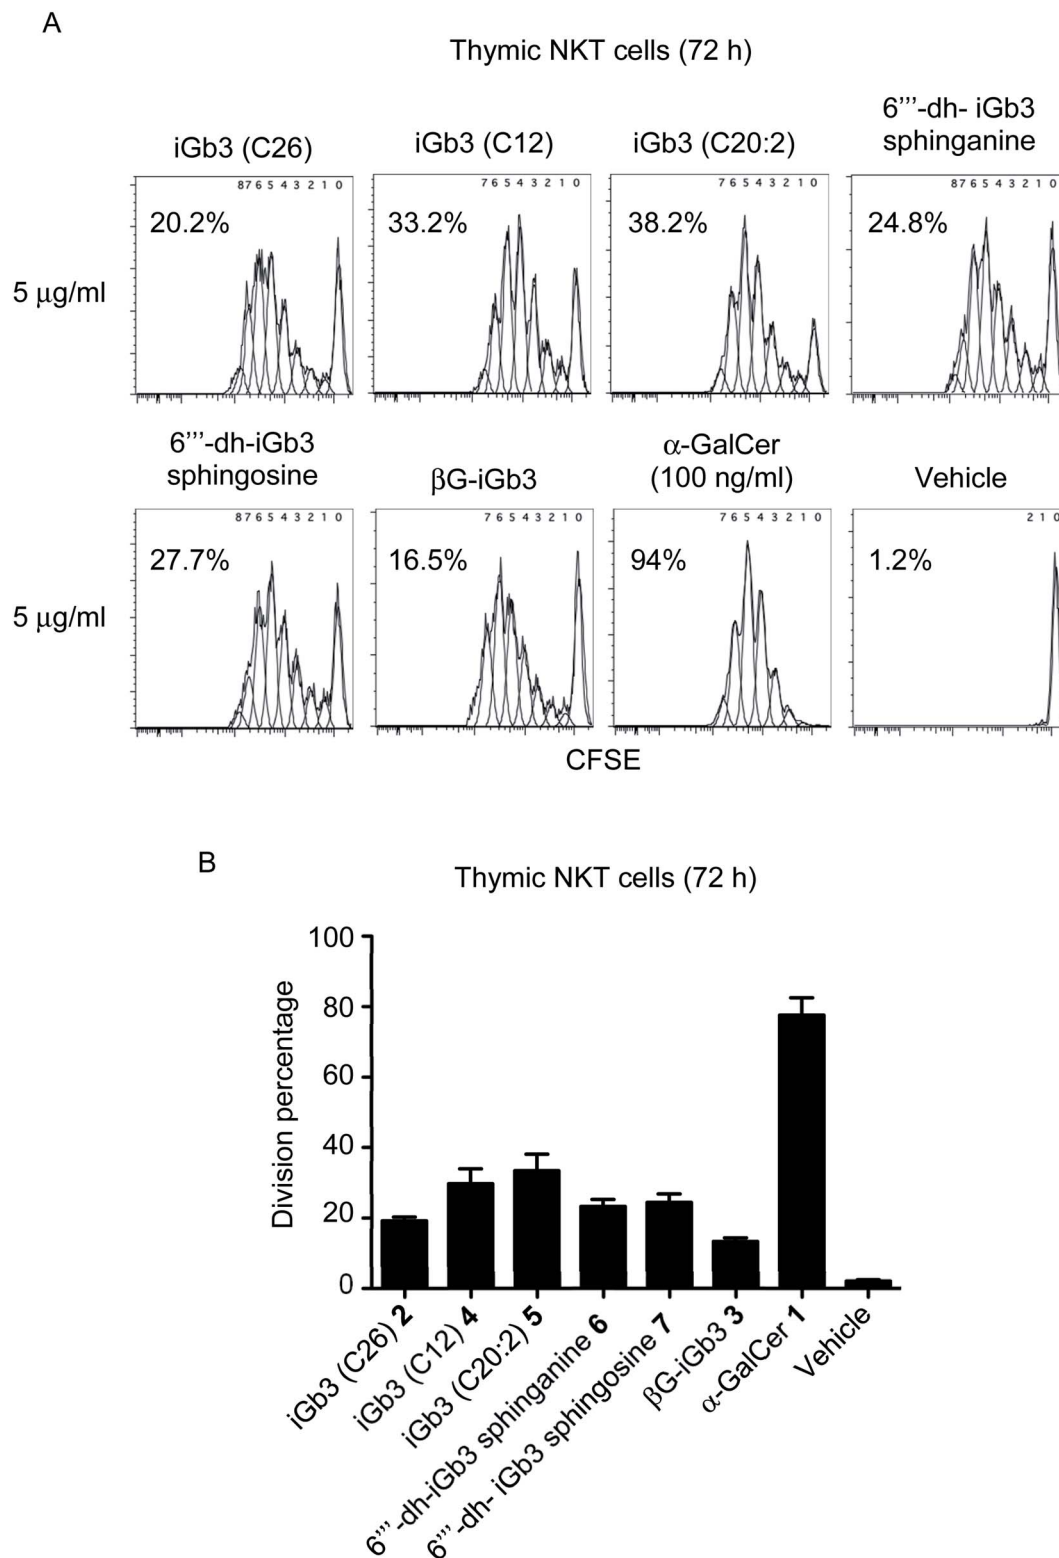 A
Thymic NKT cells (72 h)
iGb3 (C26)
iGb3 (C12)
iGb3 (C20:2)
6’’’-dh- iGb3
sphinganine
5 μg/ml
8 7 6 5 4 3 2 1 0
20.2%
7 6 5 4 3 2 1 0
33.2%
7 6 5 4 3 2 1 0
38.2%
8 7 6 5 4 3 2 1 0
24.8%
6’’’-dh-iGb3
sphingosine
βG-iGb3
α-GalCer
(100 ng/ml)
Vehicle
5 μg/ml
8 7 6 5 4 3 2 1 0
27.7%
7 6 5 4 3 2 1 0
16.5%
7 6 5 4 3 2 1 0
94%
2 1 0
1.2%
CFSE
B
Thymic NKT cells (72 h)
Division percentage
100
80
60
40
20
0
iGb3 (C26) 2
iGb3 (C12) 4
iGb3 (C20:2) 5
6’’’-dh-iGb3 sphinganine 6
6’’’-dh- iGb3 sphingosine 7
βG-iGb3 3
α-GalCer 1
Vehicle